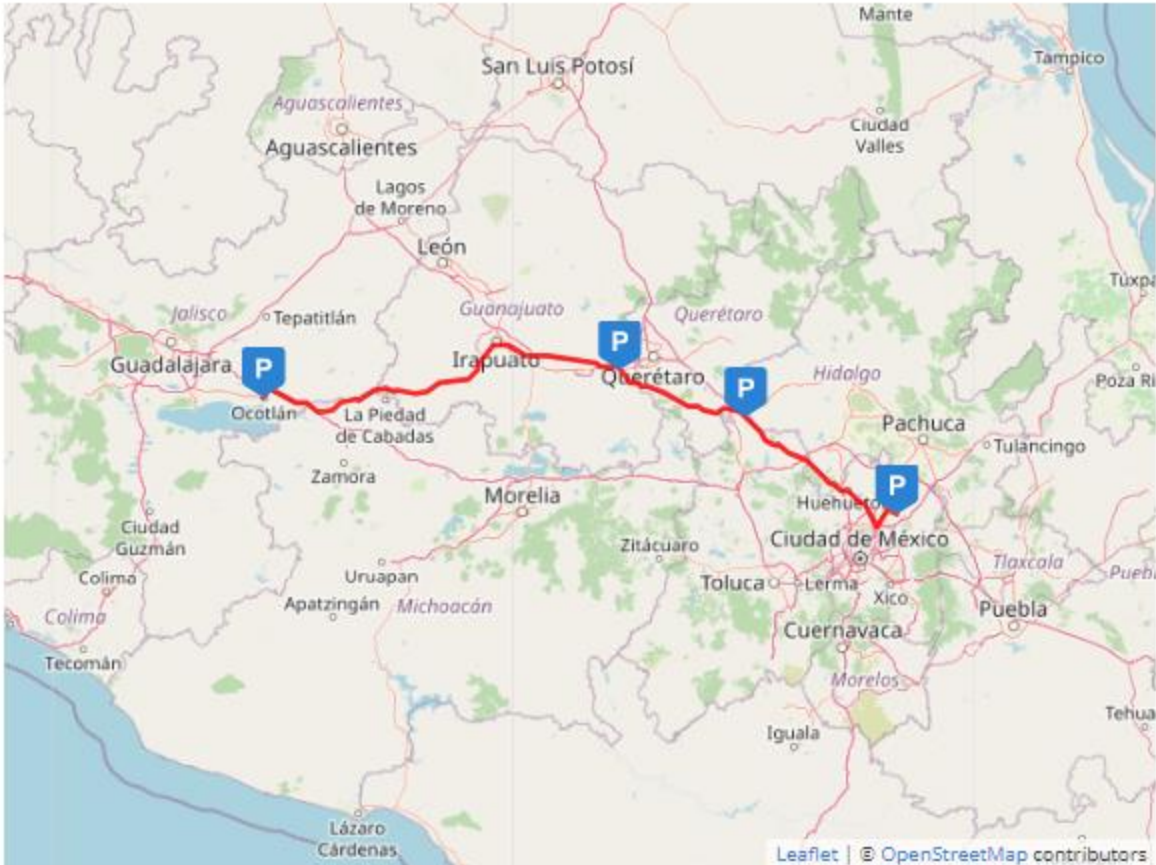 Mante
San Luis Potosí
Tampico
Aguascalientes
Ciudad
Valles
Aguascalientes
Lagos
de Moreno
León
Tuxpa
Jalisco
Guanajuato
Querétaro
Tepatitlán
P
Guadalajara
P
Irapuato
Querétaro
Hidalgo
Poza Ri
P
Ocotlán
La Piedad
de Cabadas
Pachuca
Tulancingo
Zamora
P
Morelia
Huehueto
Ciudad
Guzmán
Zitácuaro
Ciudad de México
Tlaxcala
Puebl
Colima
Uruapan
Toluca
Lerma
Xico
Apatzingán
Michoacán
Puebla
Colima
Cuernavaca
Tecomán
Morelos
Tehua
Iguala
Lázaro
Cárdenas
Leaflet | © OpenStreetMap contributors